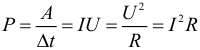 P = A/Δt = IU = U²/R = I²R